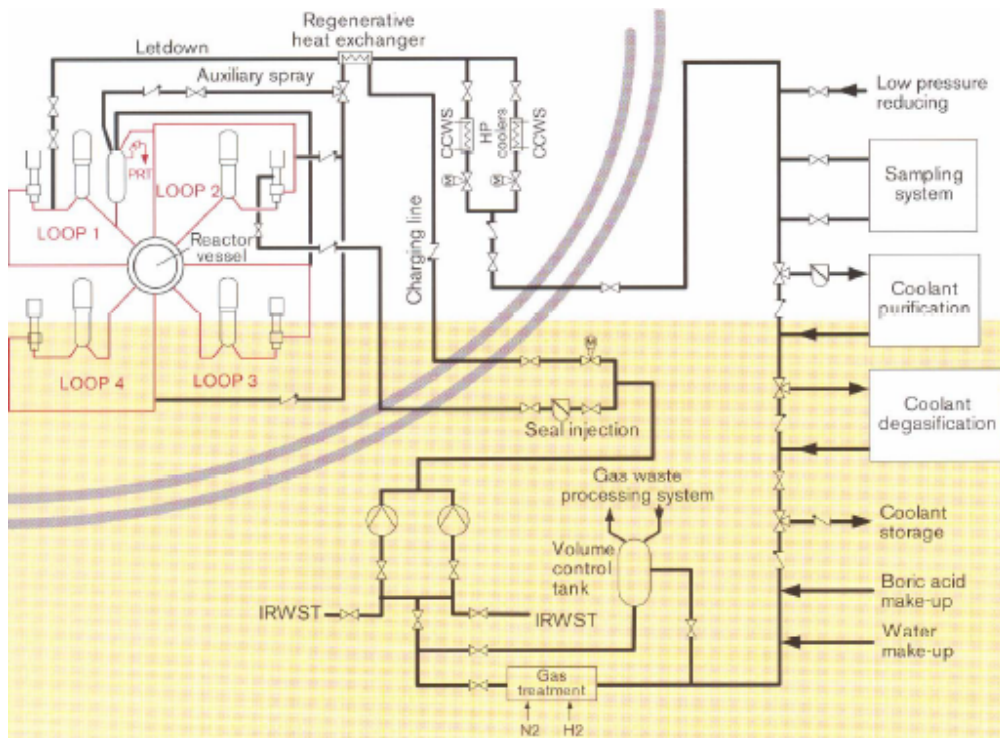 Regenerative
heat exchanger
Letdown
Auxiliary spray
Low pressure
reducing
CCWS
HP
coolers
CCWS
PRT
LOOP 2
Sampling
system
LOOP 1
Reactor
vessel
Charging line
Coolant
purification
LOOP 4
LOOP 3
Coolant
degasification
Seal injection
Gas waste
processing system
Coolant
storage
Volume
control
tank
Boric acid
make-up
IRWST
IRWST
Water
make-up
Gas
treatment
N2
H2
M
M
M